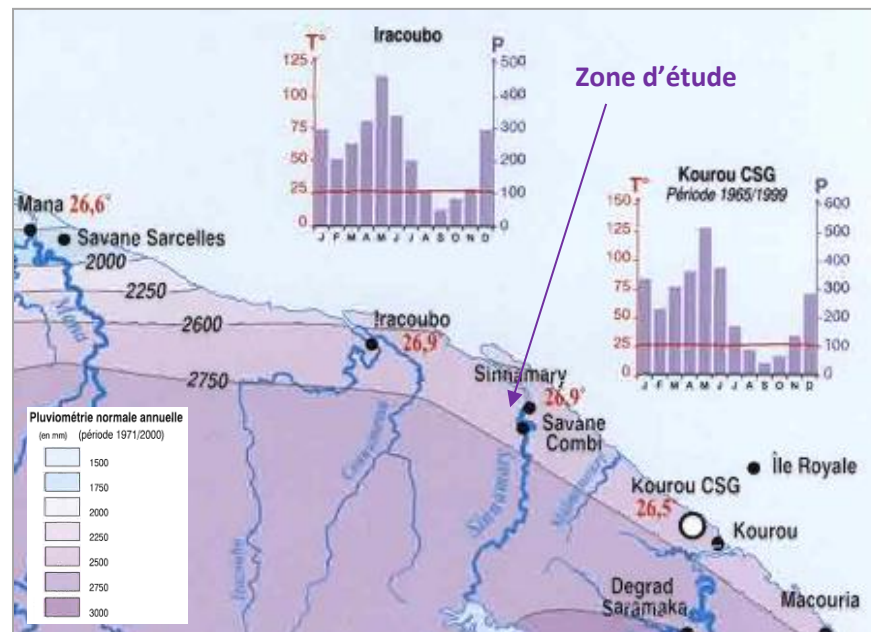 Iracoubo
T° P
125 500
100 400
75 300
50 200
25 100
0 0
J F M A M J J A S O N D
Zone d'étude
Kourou CSG
Période 1965/1999
T° P
150 600
125 500
100 400
75 300
50 200
25 100
0 0
J F M A M J J A S O N D
Mana 26,6°
Savane Sarcelles
2000
2250
2600
2750
Mana
Iracoubo
26,9
Sinnamary
26,9°
Savane
Combi
Sinnamary
Iracoubo
Île Royale
Kourou CSG
26,5
Kourou
Degrad
Saramaka
Macouria
Pluviométrie normale annuelle
(en mm) (période 1971/2000)
1500
1750
2000
2250
2500
2750
3000